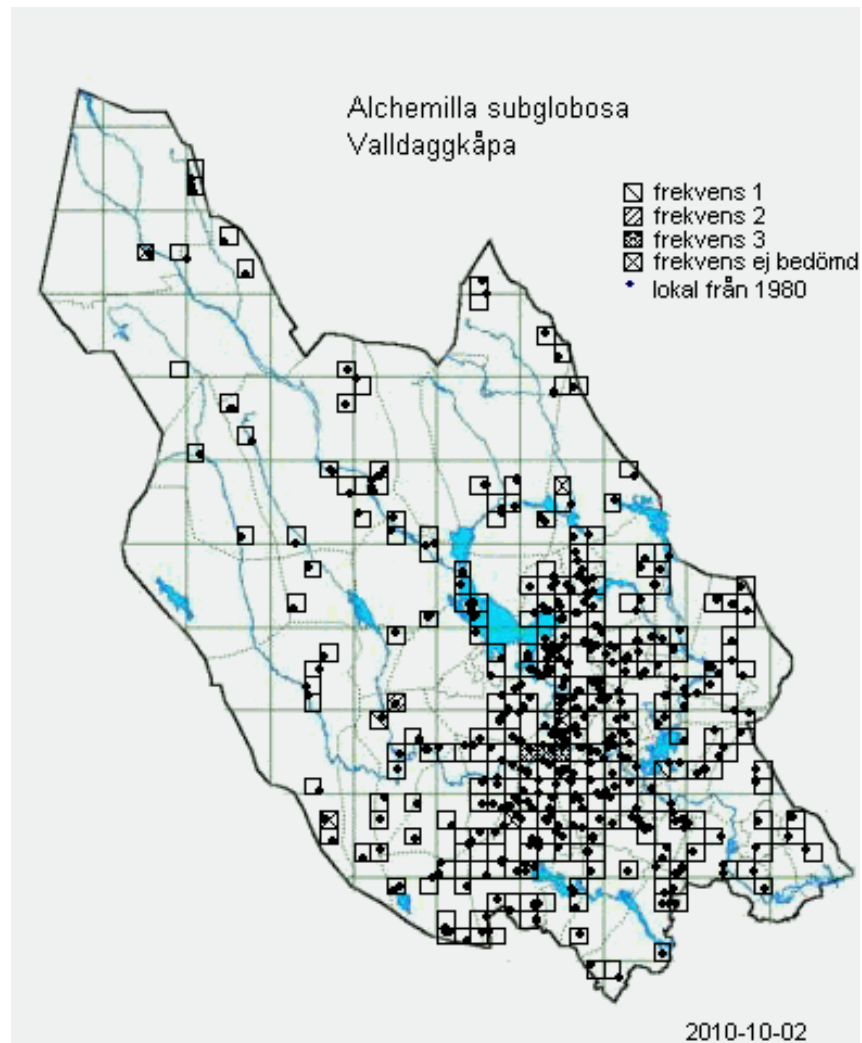 Alchemilla subglobosa
Valldaggkåpa
frekvens 1
frekvens 2
frekvens 3
frekvens ej bedömd
lokal från 1980
2010-10-02